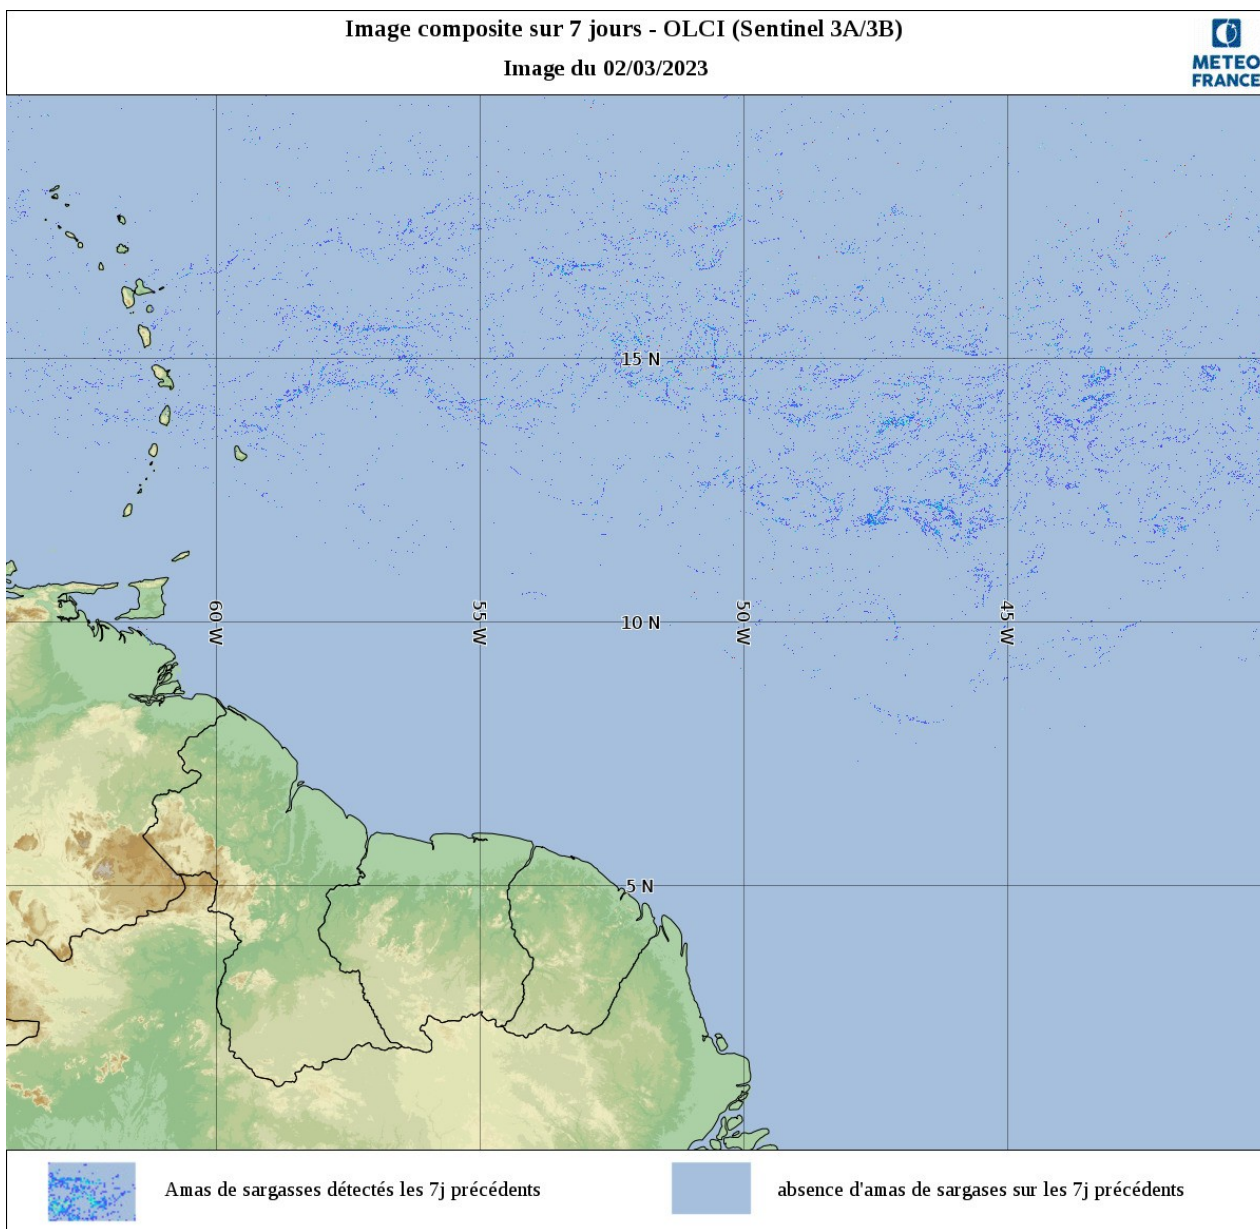 Image composite sur 7 jours - OLCI (Sentinel 3A/3B)
Image du 02/03/2023
METEO
FRANCE
15 N
60 W
55 W
10 N
50 W
45 W
5 N
Amas de sargasses détectés les 7j précédents
absence d'amas de sargases sur les 7j précédents